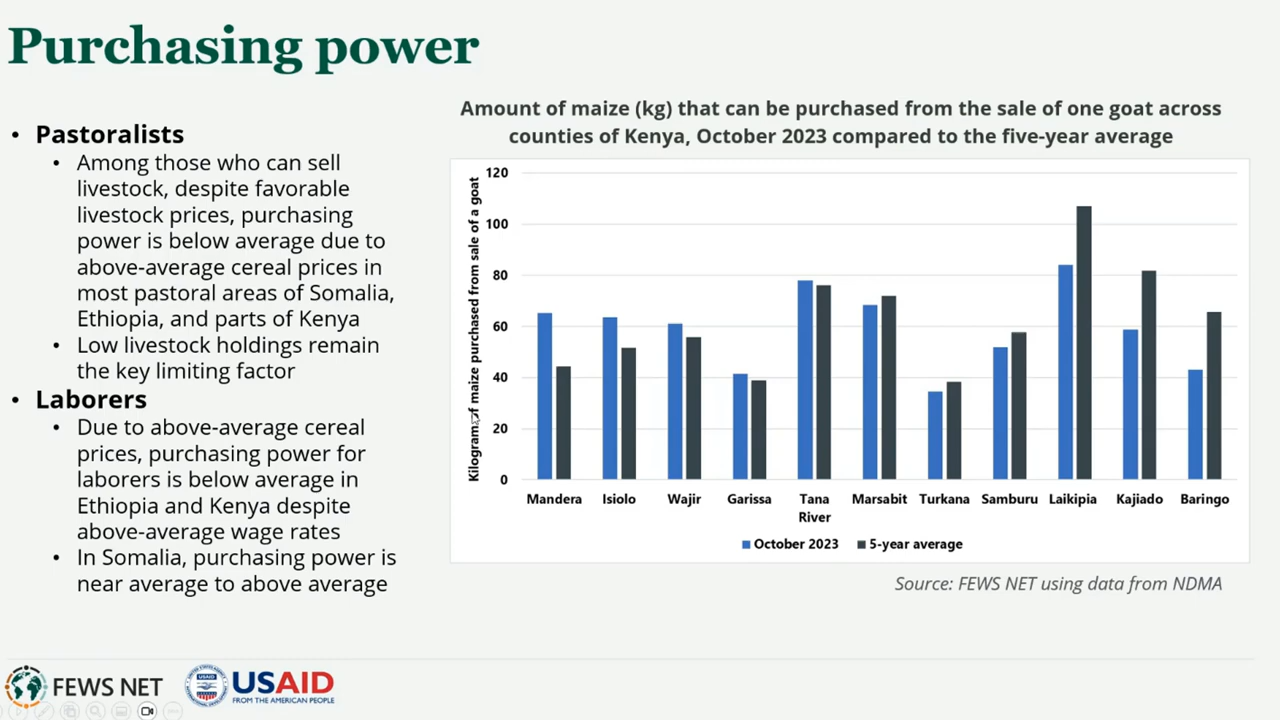 Purchasing power
• Pastoralists
• Among those who can sell
livestock, despite favorable
livestock prices, purchasing
power is below average due to
above-average cereal prices in
most pastoral areas of Somalia,
Ethiopia, and parts of Kenya
• Low livestock holdings remain
the key limiting factor
• Laborers
• Due to above-average cereal
prices, purchasing power for
laborers is below average in
Ethiopia and Kenya despite
above-average wage rates
• In Somalia, purchasing power is
near average to above average
Amount of maize (kg) that can be purchased from the sale of one goat across
counties of Kenya, October 2023 compared to the five-year average
Kilogram of maize purchased from sale of a goat
120
100
80
60
40
20
0
Mandera Isiolo Wajir Garissa Tana River Marsabit Turkana Samburu Laikipia Kajiado Baringo
October 2023 5-year average
Source: FEWS NET using data from NDMA
FEWS NET
USAID
FROM THE AMERICAN PEOPLE